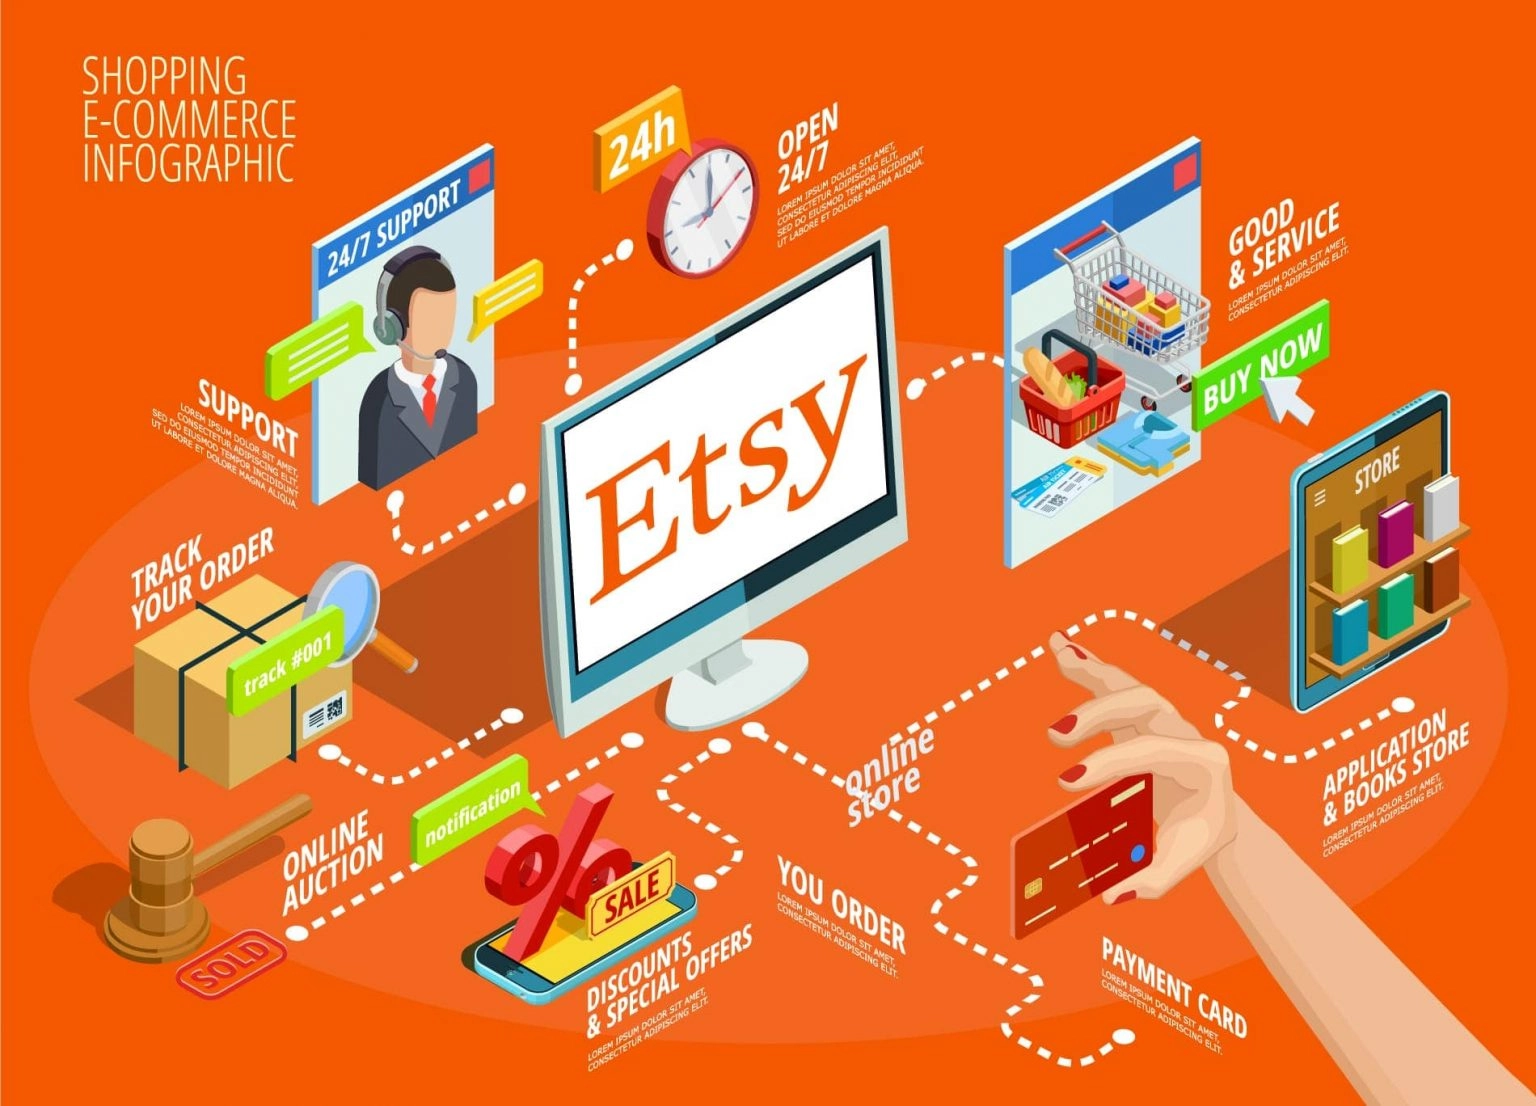 SHOPPING
E-COMMERCE
INFOGRAPHIC
24h
OPEN
24/7
LOREM IPSUM DOLOR SIT AMET,
CONSECTETUR ADIPISCING ELIT,
SED DO EIUSMOD TEMPOR INCIDIDUNT
UT LABORE ET DOLORE MAGNA ALIQUA.
24/7 SUPPORT
SUPPORT
LOREM IPSUM DOLOR SIT AMET,
CONSECTETUR ADIPISCING ELIT,
SED DO EIUSMOD TEMPOR INCIDIDUNT
UT LABORE ET DOLORE MAGNA ALIQUA.
GOOD
& SERVICE
LOREM IPSUM DOLOR SIT AMET,
CONSECTETUR ADIPISCING ELIT.
BUY NOW
AIR TICKET
Etsy
STORE
TRACK
YOUR ORDER
track #001
online
store
APPLICATION
& BOOKS STORE
LOREM IPSUM DOLOR SIT AMET,
CONSECTETUR ADIPISCING ELIT.
notification
ONLINE
AUCTION
SOLD
%
SALE
DISCOUNTS
& SPECIAL OFFERS
LOREM IPSUM DOLOR SIT AMET,
CONSECTETUR ADIPISCING ELIT.
YOU ORDER
LOREM IPSUM DOLOR SIT AMET,
CONSECTETUR ADIPISCING ELIT.
PAYMENT CARD
LOREM IPSUM DOLOR SIT AMET,
CONSECTETUR ADIPISCING ELIT.